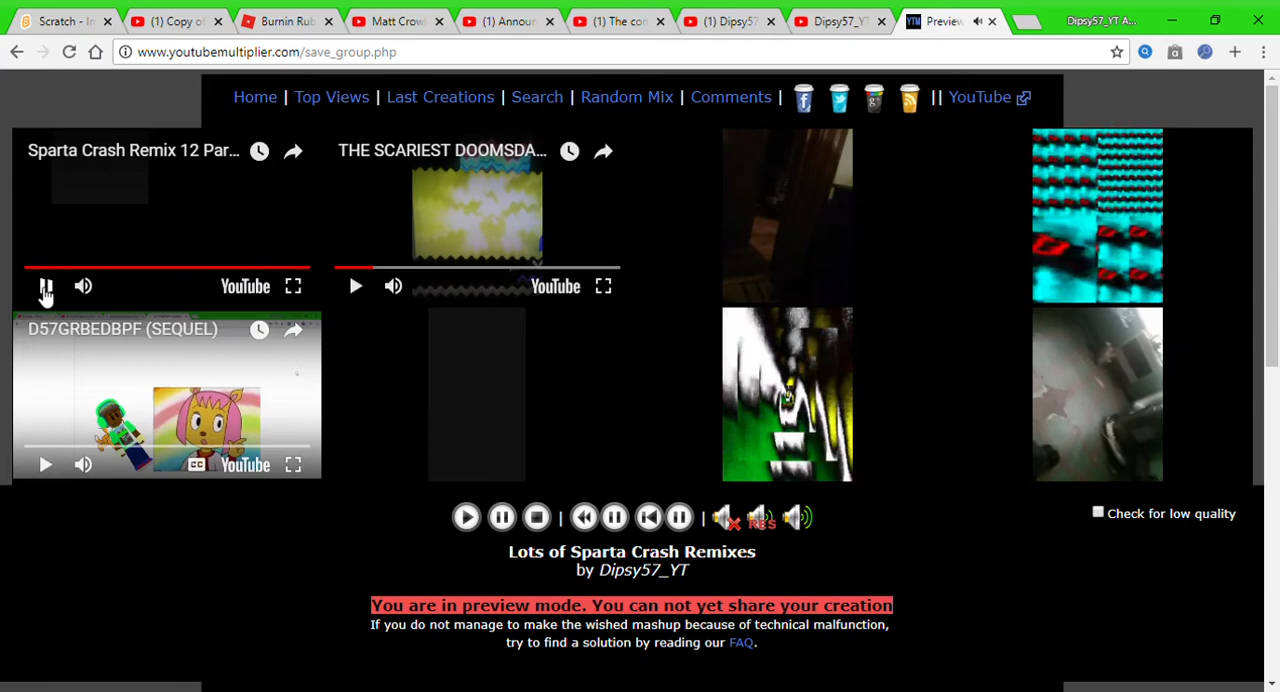 Scratch - In
(1) Copy of
Burnin Rub
Matt Crow
(1) Announ
(1) The con
(1) Dipsy57
Dipsy57_YT
YTM Preview
Dipsy57_YT A...
www.youtubemultiplier.com/save_group.php
Home | Top Views | Last Creations | Search | Random Mix | Comments | || YouTube
Sparta Crash Remix 12 Par...
THE SCARIEST DOOMSDA...
YouTube
YouTube
D57GRBEDBPF (SEQUEL)
CC YouTube
RES
Check for low quality
Lots of Sparta Crash Remixes
by Dipsy57_YT
You are in preview mode. You can not yet share your creation
If you do not manage to make the wished mashup because of technical malfunction,
try to find a solution by reading our FAQ.